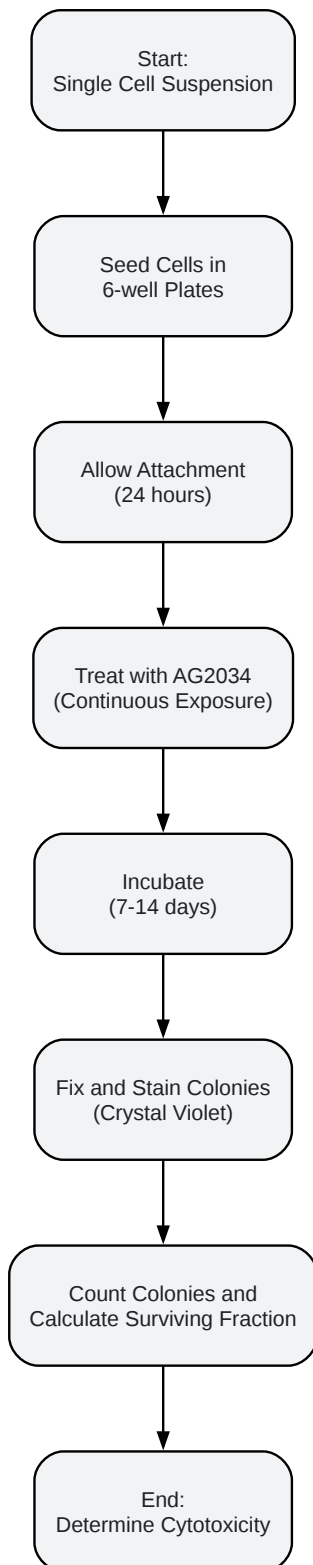 Start:
Single Cell Suspension
Seed Cells in
6-well Plates
Allow Attachment
(24 hours)
Treat with AG2034
(Continuous Exposure)
Incubate
(7-14 days)
Fix and Stain Colonies
(Crystal Violet)
Count Colonies and
Calculate Surviving Fraction
End:
Determine Cytotoxicity